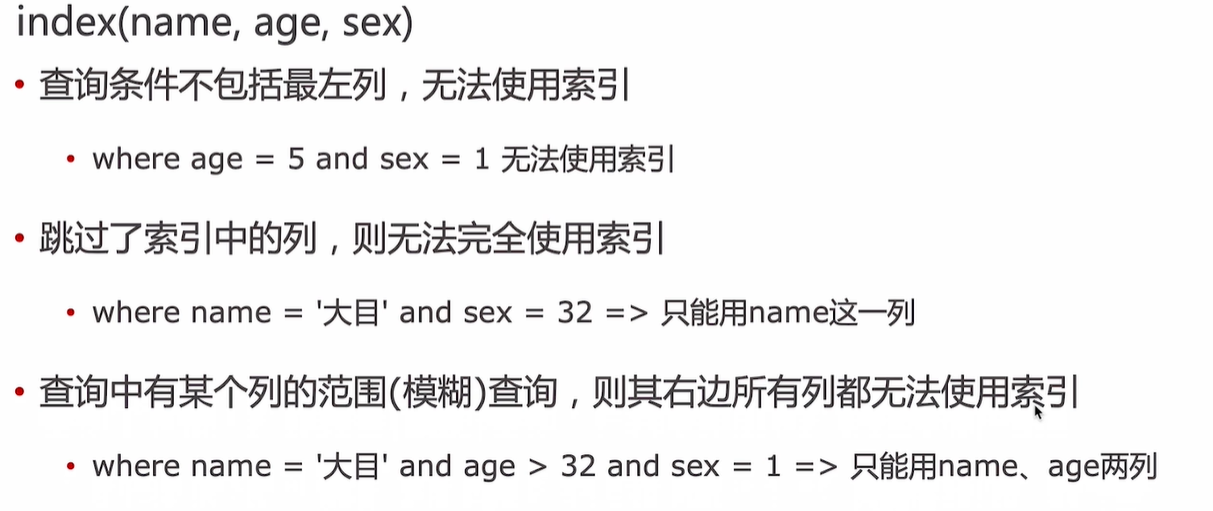 index(name, age, sex)
• 查询条件不包括最左列，无法使用索引
• where age = 5 and sex = 1 无法使用索引
• 跳过了索引中的列，则无法完全使用索引
• where name = '大目' and sex = 32 => 只能用name这一列
• 查询中有某个列的范围(模糊)查询，则其右边所有列都无法使用索引
• where name = '大目' and age > 32 and sex = 1 => 只能用name、age两列